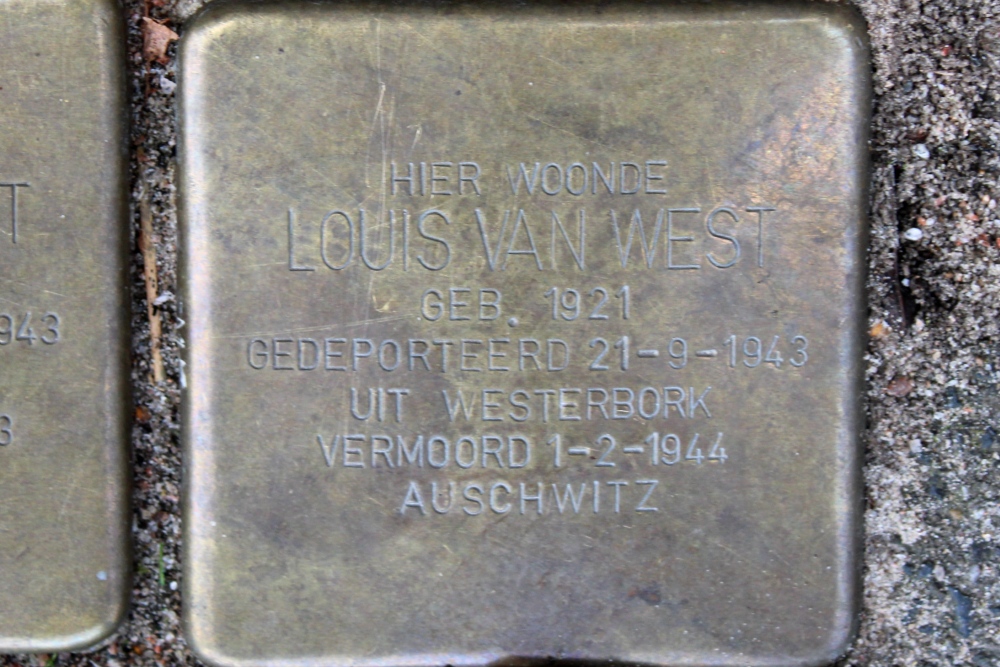 HIER WOONDE
LOUIS VAN WEST
GEB. 1921
GEDEPORTEERD 21-9-1943
UIT WESTERBORK
VERMOORD 1-2-1944
AUSCHWITZ